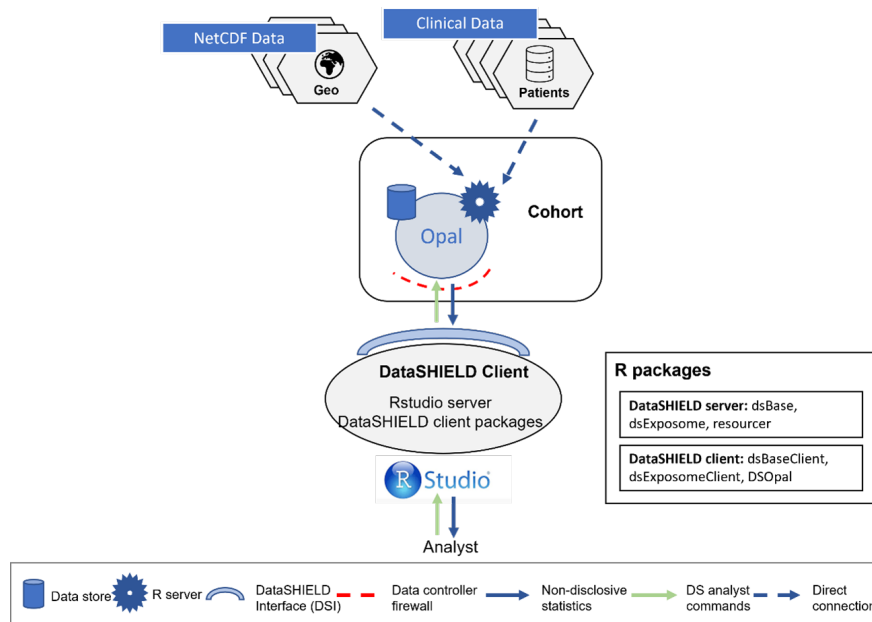 NetCDF Data
Clinical Data
Geo
Patients
Cohort
Opal
DataSHIELD Client
Rstudio server
DataSHIELD client packages
R Studio®
Analyst
R packages
DataSHIELD server: dsBase,
dsExposome, resourcer
DataSHIELD client: dsBaseClient,
dsExposomeClient, DSOpal
Data store
R server
DataSHIELD
Interface (DSI)
Data controller
firewall
Non-disclosive
statistics
DS analyst
commands
Direct
connection